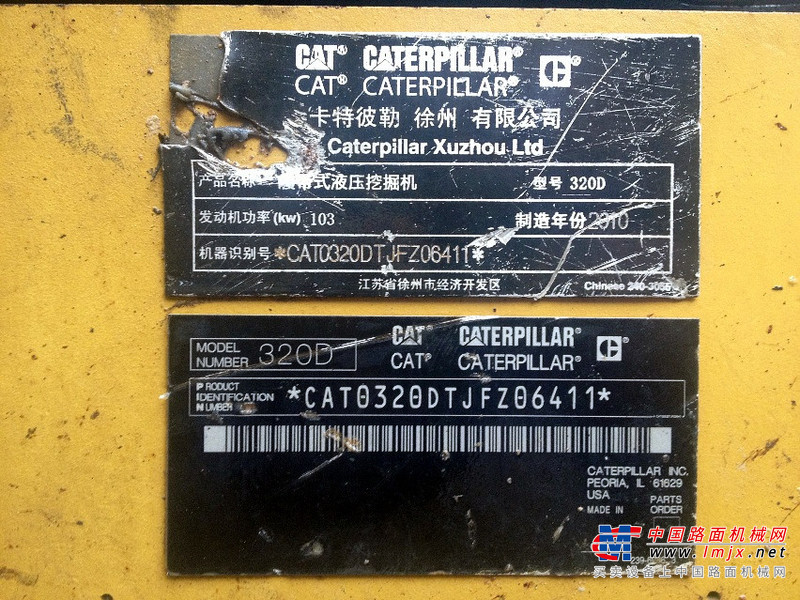 CAT® CATERPILLAR®
CAT® CATERPILLAR®
卡特彼勒 徐州 有限公司
Caterpillar Xuzhou Ltd
产品名称 式液压挖掘机 型号 320D
发动机功率(kw) 103 制造年份2010
机器识别号 *CAT0320DTJFZ06411*
江苏省徐州市经济开发区 Chinese
CAT® CATERPILLAR®
CAT® CATERPILLAR®
MODEL NUMBER 320D
PRODUCT IDENTIFICATION NUMBER *CAT0320DTJFZ06411*
CATERPILLAR INC.
PEORIA, IL 61629
USA
MADE IN
PARTS ORDER
中国路面机械网
www.lmjx.net
买卖设备上中国路面机械网